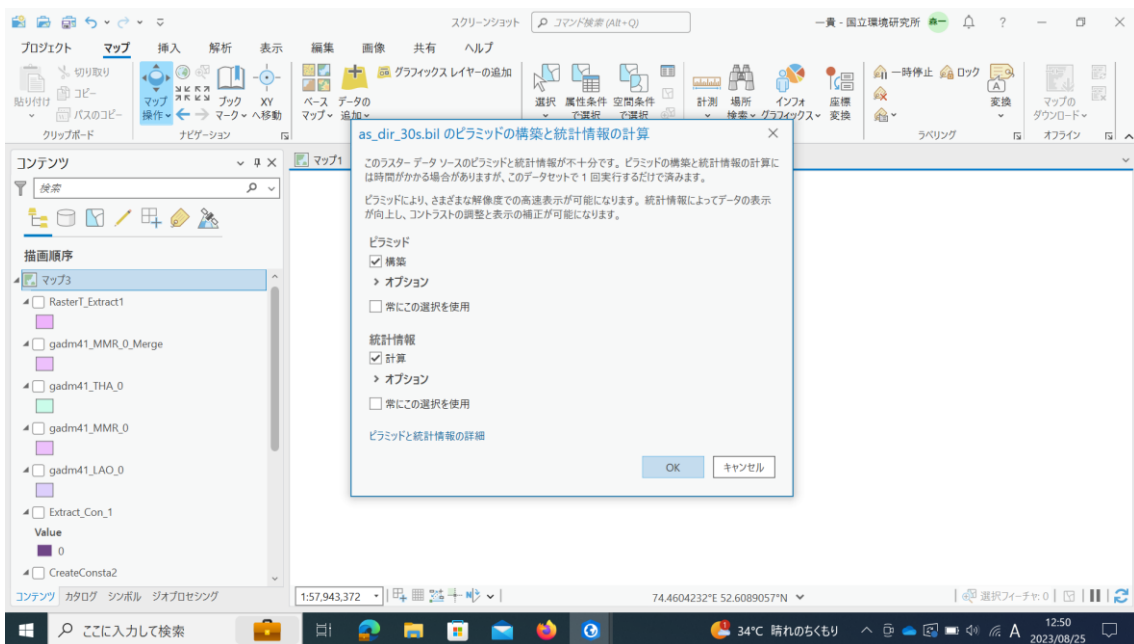 スクリーンショット
コマンド検索 (Alt+Q)
一貴 - 国立環境研究所
森一
?
プロジェクト マップ 挿入 解析 表示 編集 画像 共有 ヘルプ
貼り付け
切り取り
コピー
パスのコピー
クリップボード
マップ操作
ブックマーク
XYへ移動
ナビゲーション
ベースマップ
データの追加
グラフィックス レイヤーの追加
選択
属性条件で選択
空間条件で選択
計測
場所検索
インフォグラフィックス
座標変換
一時停止
ロック
変換
ラベリング
マップのダウンロード
オフライン
コンテンツ
検索
描画順序
マップ3
RasterT_Extract1
gadm41_MMR_0_Merge
gadm41_THA_0
gadm41_MMR_0
gadm41_LAO_0
Extract_Con_1
Value
0
CreateConsta2
コンテンツ カタログ シンボル ジオプロセシング
マップ1
as_dir_30s.bil のピラミッドの構築と統計情報の計算
このラスター データ ソースのピラミッドと統計情報が不十分です。ピラミッドの構築と統計情報の計算に
は時間がかかる場合がありますが、このデータセットで 1 回実行するだけで済みます。
ピラミッドにより、さまざまな解像度での高速表示が可能になります。統計情報によってデータの表示
が向上し、コントラストの調整と表示の補正が可能になります。
ピラミッド
構築
オプション
常にこの選択を使用
統計情報
計算
オプション
常にこの選択を使用
ピラミッドと統計情報の詳細
OK キャンセル
1:57,943,372
74.4604232°E 52.6089057°N
選択フィーチャ: 0
ここに入力して検索
34°C 晴れのちくもり
A
12:50
2023/08/25